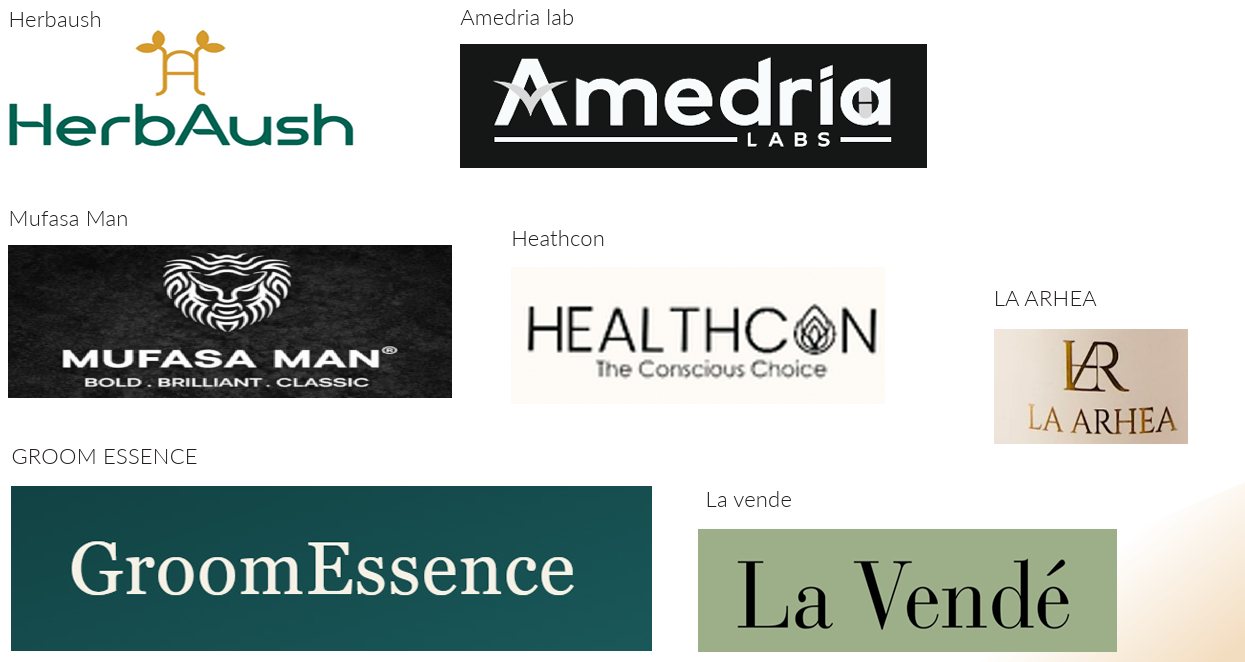 Herbaush
HerbAush
Amedria lab
Amedria
LABS
Mufasa Man
MUFASA MAN®
BOLD . BRILLIANT . CLASSIC
Heathcon
HEALTHCON
The Conscious Choice
LA ARHEA
LAR
LA ARHEA
GROOM ESSENCE
GroomEssence
La vende
La Vendé